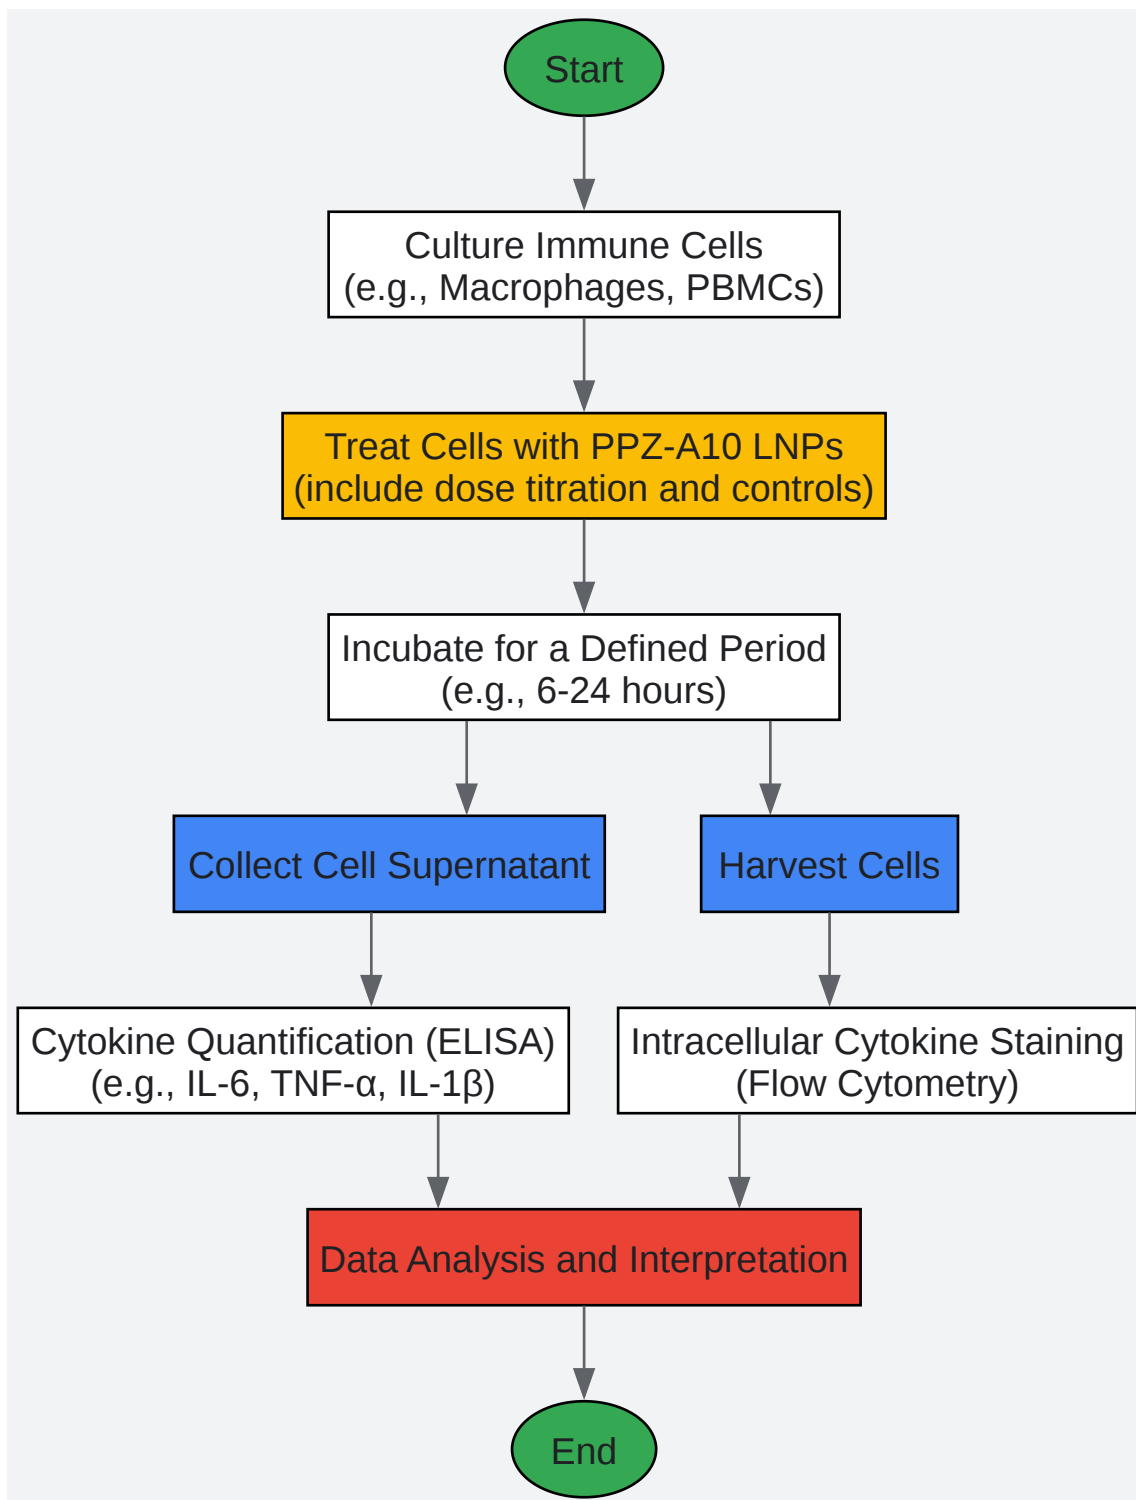 Start
Culture Immune Cells
(e.g., Macrophages, PBMCs)
Treat Cells with PPZ-A10 LNPs
(include dose titration and controls)
Incubate for a Defined Period
(e.g., 6-24 hours)
Collect Cell Supernatant
Harvest Cells
Cytokine Quantification (ELISA)
(e.g., IL-6, TNF-α, IL-1β)
Intracellular Cytokine Staining
(Flow Cytometry)
Data Analysis and Interpretation
End